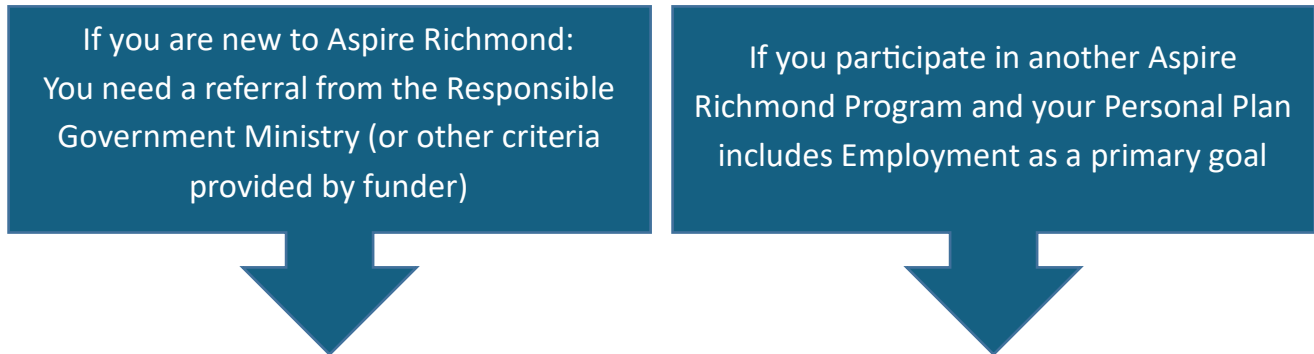 If you are new to Aspire Richmond:
You need a referral from the Responsible
Government Ministry (or other criteria
provided by funder)
If you participate in another Aspire
Richmond Program and your Personal Plan
includes Employment as a primary goal